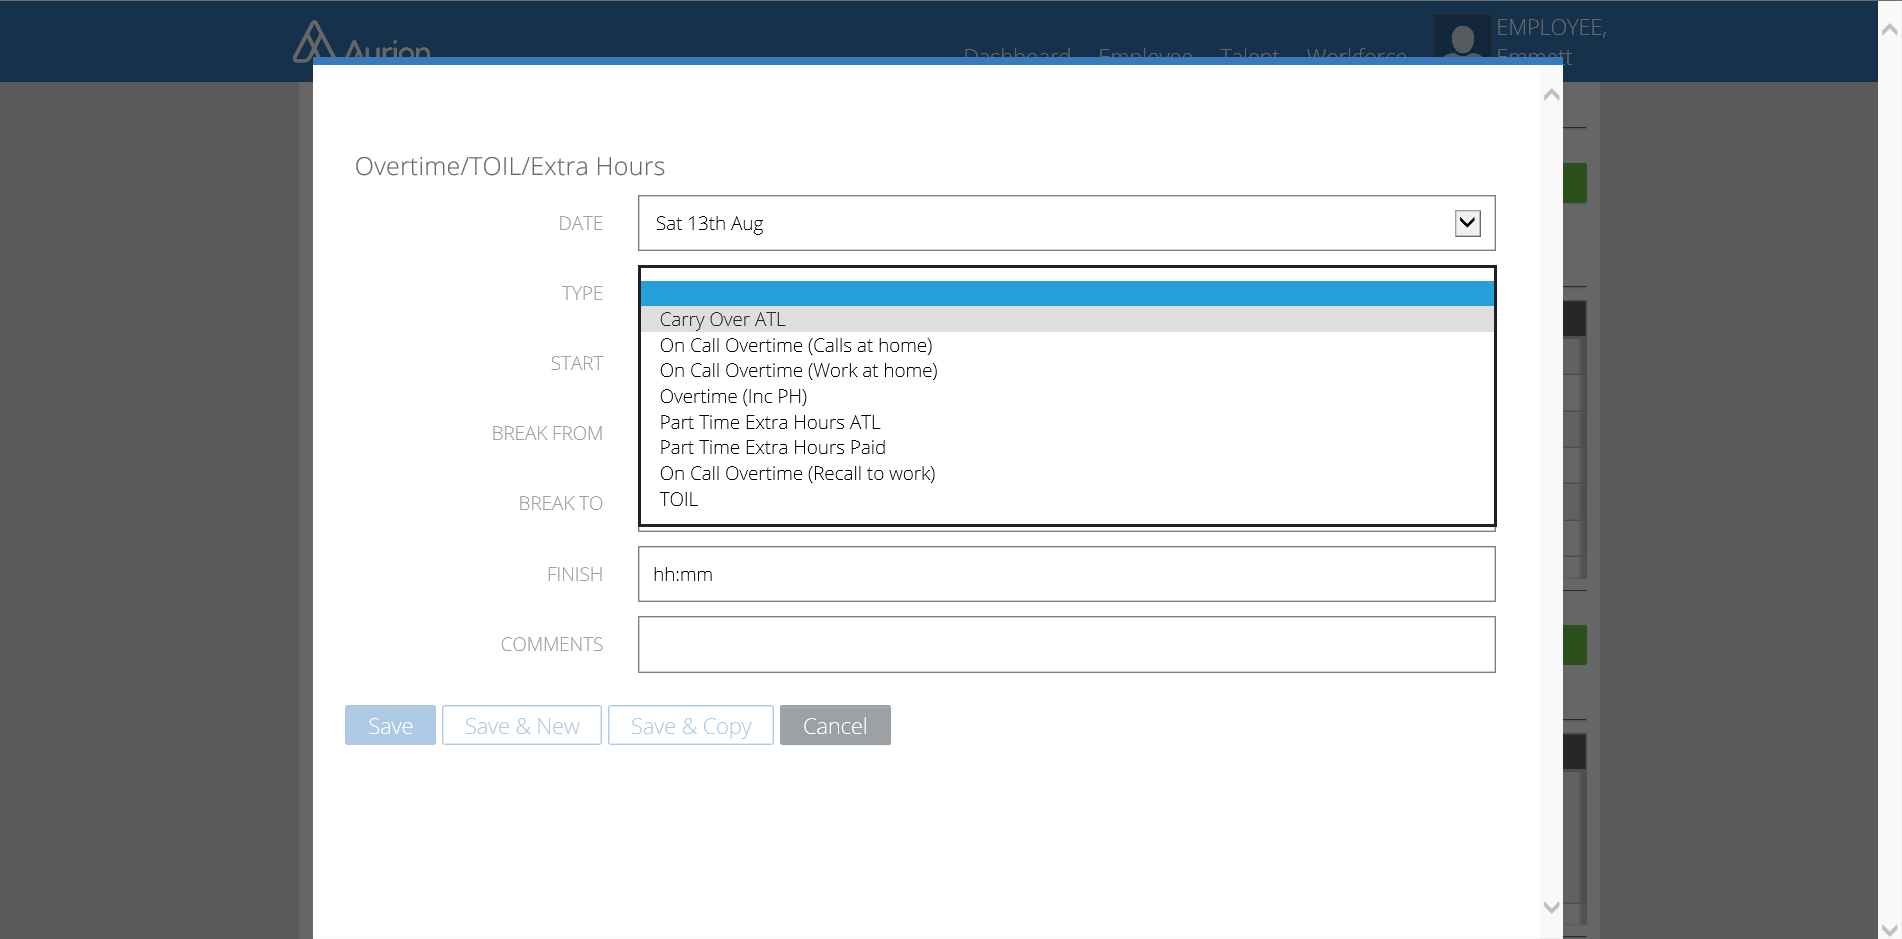 Aurion
Dashboard Employee Talent Workforce
EMPLOYEE,
Emmett
Overtime/TOIL/Extra Hours
DATE Sat 13th Aug
TYPE
Carry Over ATL
On Call Overtime (Calls at home)
On Call Overtime (Work at home)
Overtime (Inc PH)
Part Time Extra Hours ATL
Part Time Extra Hours Paid
On Call Overtime (Recall to work)
TOIL
START
BREAK FROM
BREAK TO
FINISH hh:mm
COMMENTS
Save Save & New Save & Copy Cancel